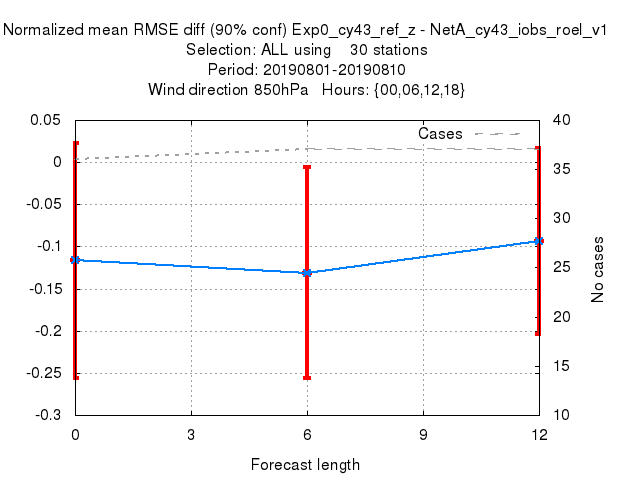 Normalized mean RMSE diff (90% conf) Exp0_cy43_ref_z - NetA_cy43_iobs_roel_v1
Selection: ALL using    30 stations
Period: 20190801-20190810
Wind direction 850hPa   Hours: {00,06,12,18}
Cases
0.05
0
-0.05
-0.1
-0.15
-0.2
-0.25
-0.3
40
35
30
25
20
15
10
No cases
0
3
6
9
12
Forecast length